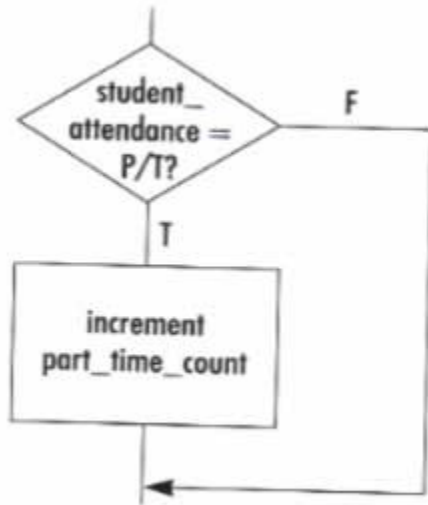 student_
attendance =
P/T?
F
T
increment
part_time_count